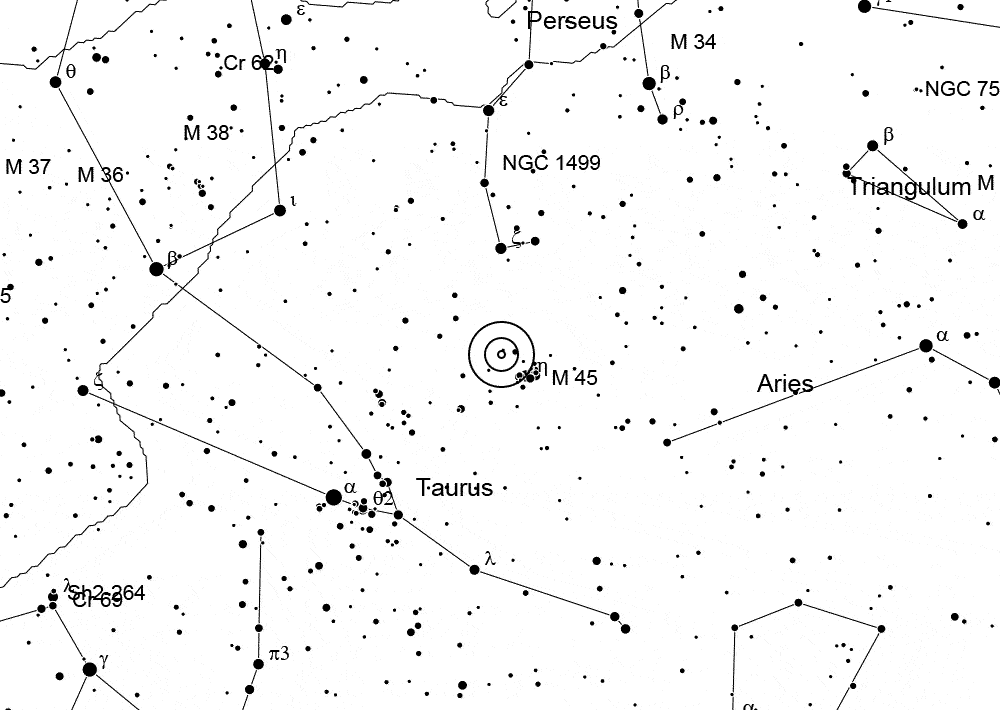 ε
γ1
Perseus
M 34
η
Cr 62
θ
β
NGC 75
ε
ρ
M 38
β
M 37
M 36
NGC 1499
Triangulum
M
ι
α
ζ
β
5
α
η
M 45
ζ
Aries
α
Taurus
θ2
λ
λ
Sh2-264
Cr 69
γ
π3
α